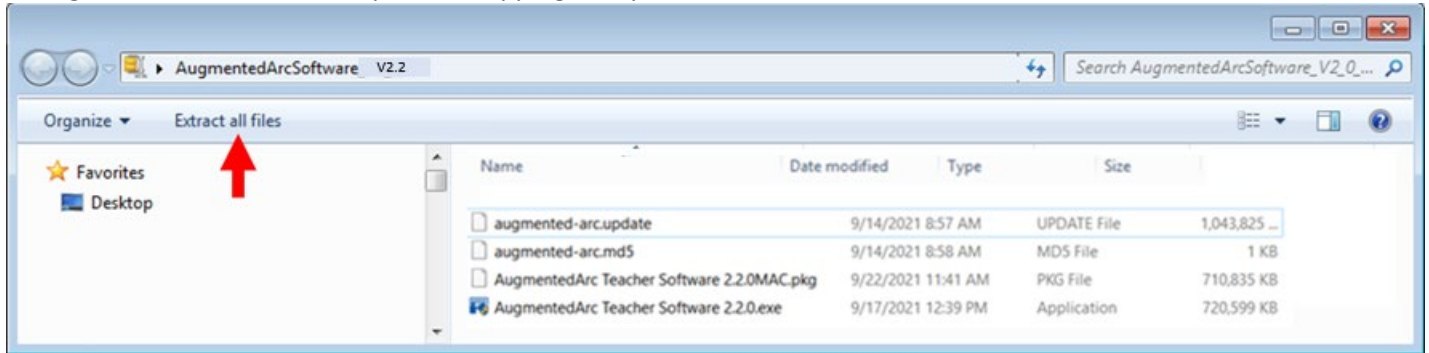 AugmentedArcSoftware_ V2.2
Search AugmentedArcSoftware_V2_0_...
Organize Extract all files
Favorites
Desktop
Name Date modified Type Size
augmented-arc.update 9/14/2021 8:57 AM UPDATE File 1,043,825 ...
augmented-arc.md5 9/14/2021 8:58 AM MD5 File 1 KB
AugmentedArc Teacher Software 2.2.0MAC.pkg 9/22/2021 11:41 AM PKG File 710,835 KB
AugmentedArc Teacher Software 2.2.0.exe 9/17/2021 12:39 PM Application 720,599 KB